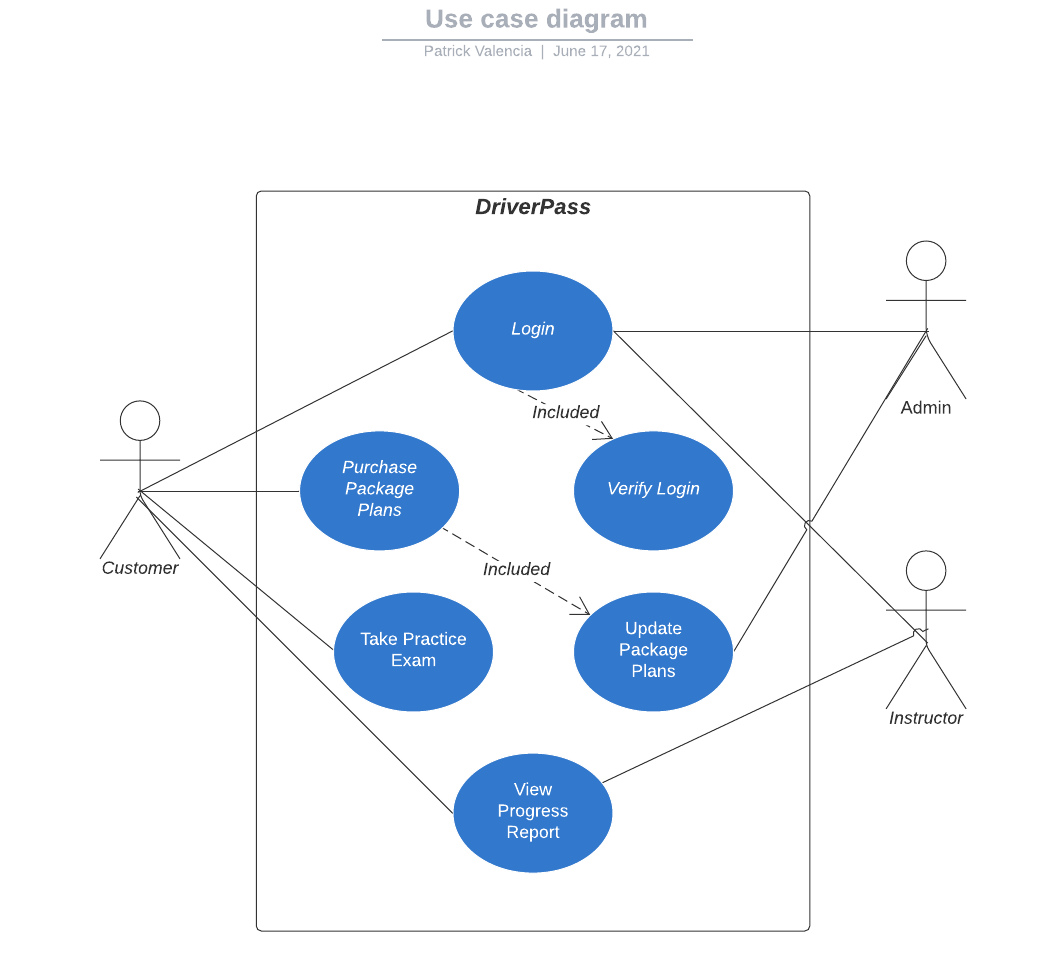 Use case diagram
Patrick Valencia | June 17, 2021
DriverPass
Login
Admin
Included
Purchase
Package
Plans
Verify Login
Customer
Included
Take Practice
Exam
Update
Package
Plans
Instructor
View
Progress
Report